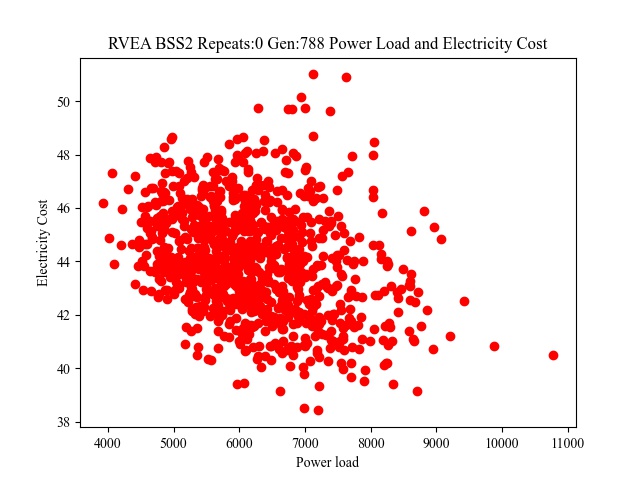 RVEA BSS2 Repeats:0 Gen:788 Power Load and Electricity Cost
50
48
46
44
42
40
38
Electricity Cost
4000 5000 6000 7000 8000 9000 10000 11000
Power load